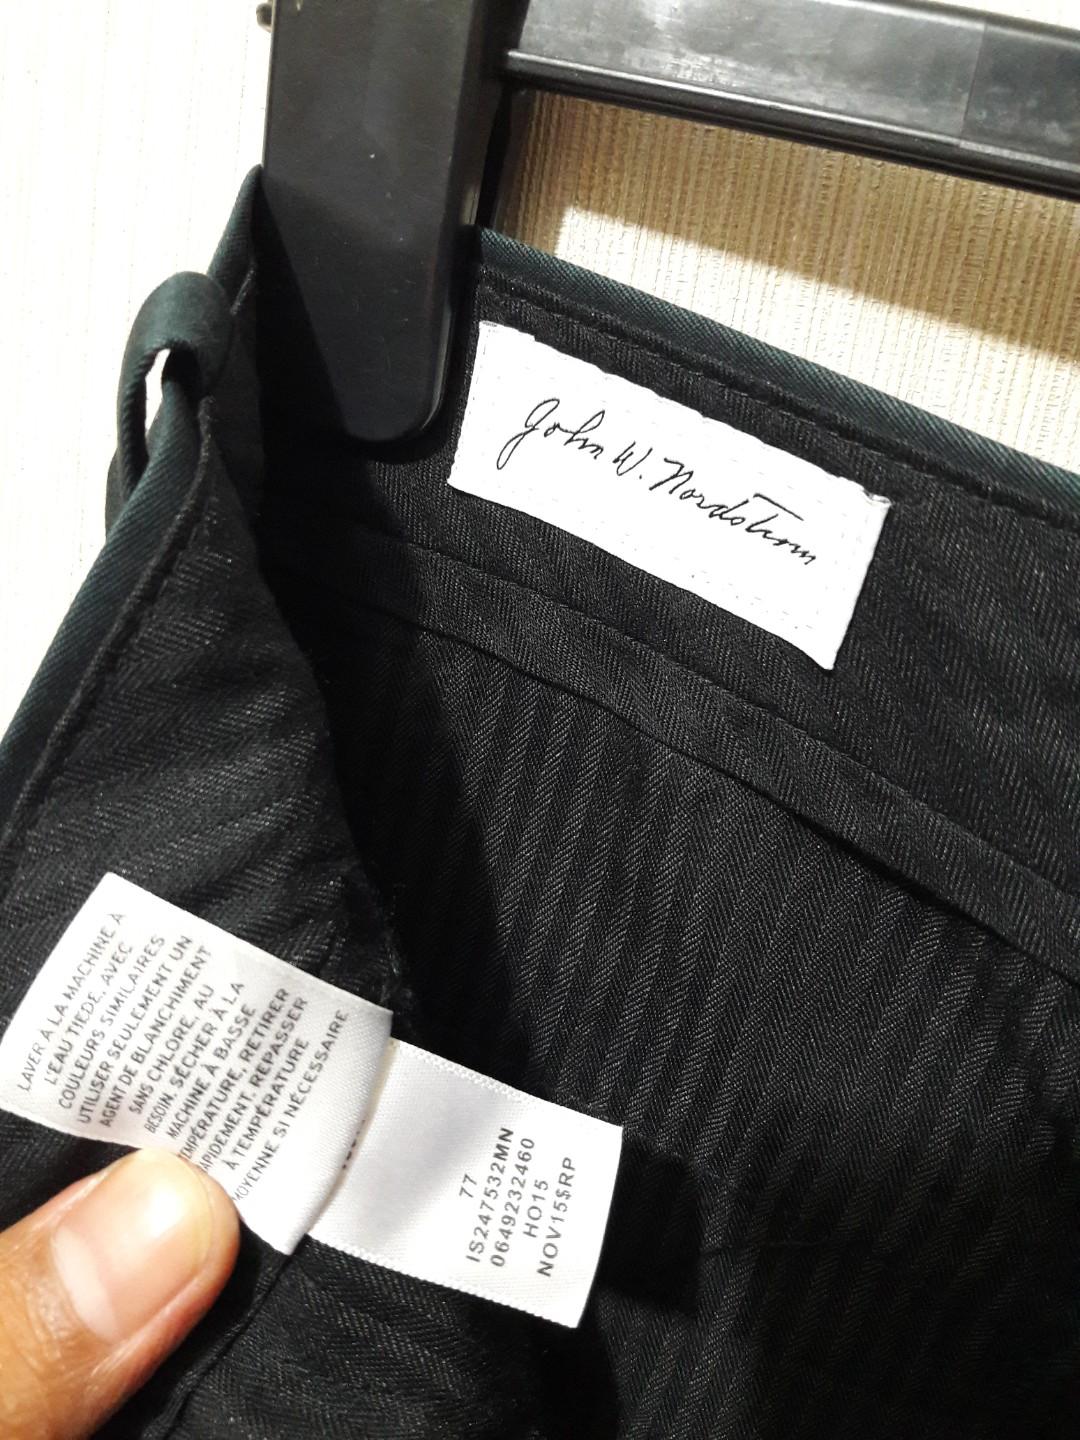 John W. Nordstrom
LAVER À LA MACHINE À
L'EAU TIEDE, AVEC
COULEURS SIMILAIRES
UTILISER SEULEMENT UN
AGENT DE BLANCHIMENT
SANS CHLORE, AU
BESOIN, SÉCHER À LA
MACHINE À BASSE
TEMPÉRATURE, RETIRER
RAPIDEMENT, REPASSER
À TEMPÉRATURE
MOYENNE SI NÉCESSAIRE
77
IS247532MN
0649232460
HO15
NOV15$RP